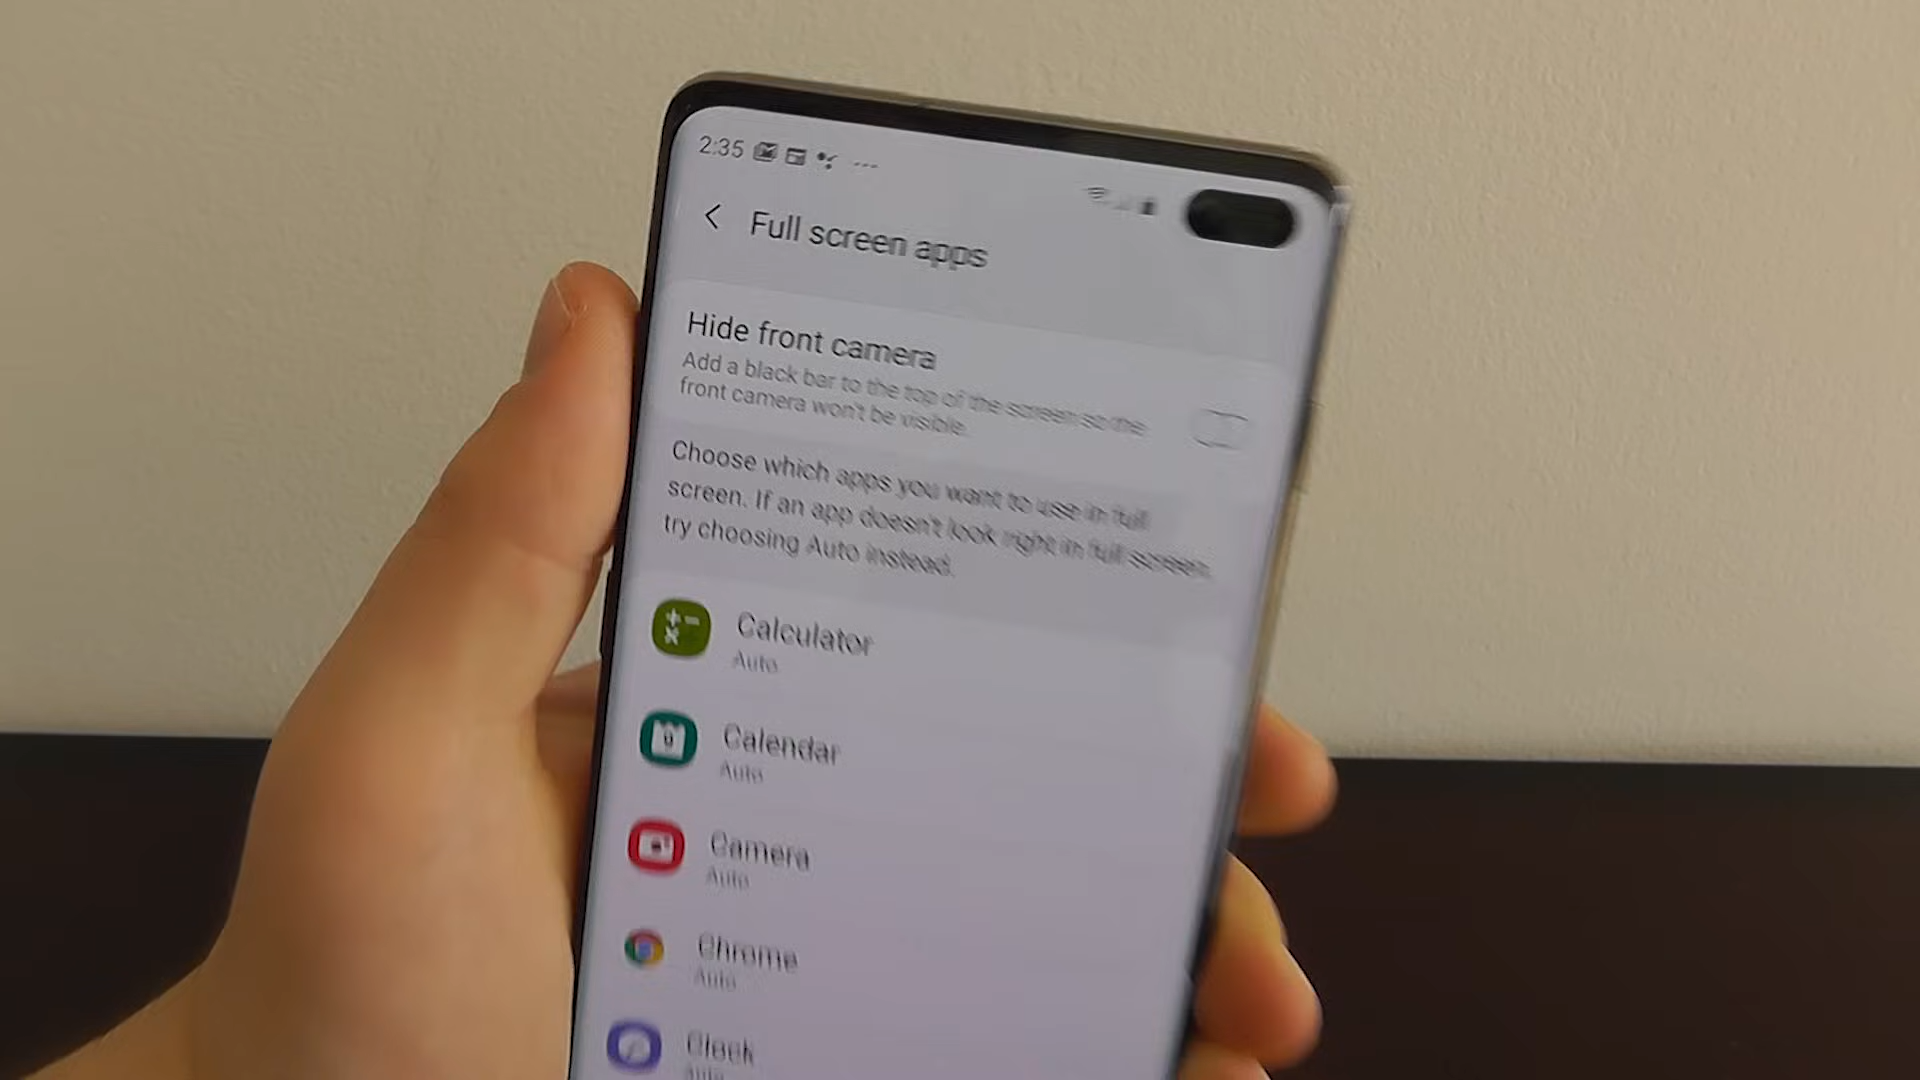 2:35
Full screen apps
Hide front camera
Add a black bar to the top of the screen so the
front camera won't be visible.
Choose which apps you want to use in full
screen. If an app doesn't look right in full screen,
try choosing Auto instead.
Calculator
Auto
Calendar
Auto
Camera
Auto
Chrome
Auto
Clock
Auto